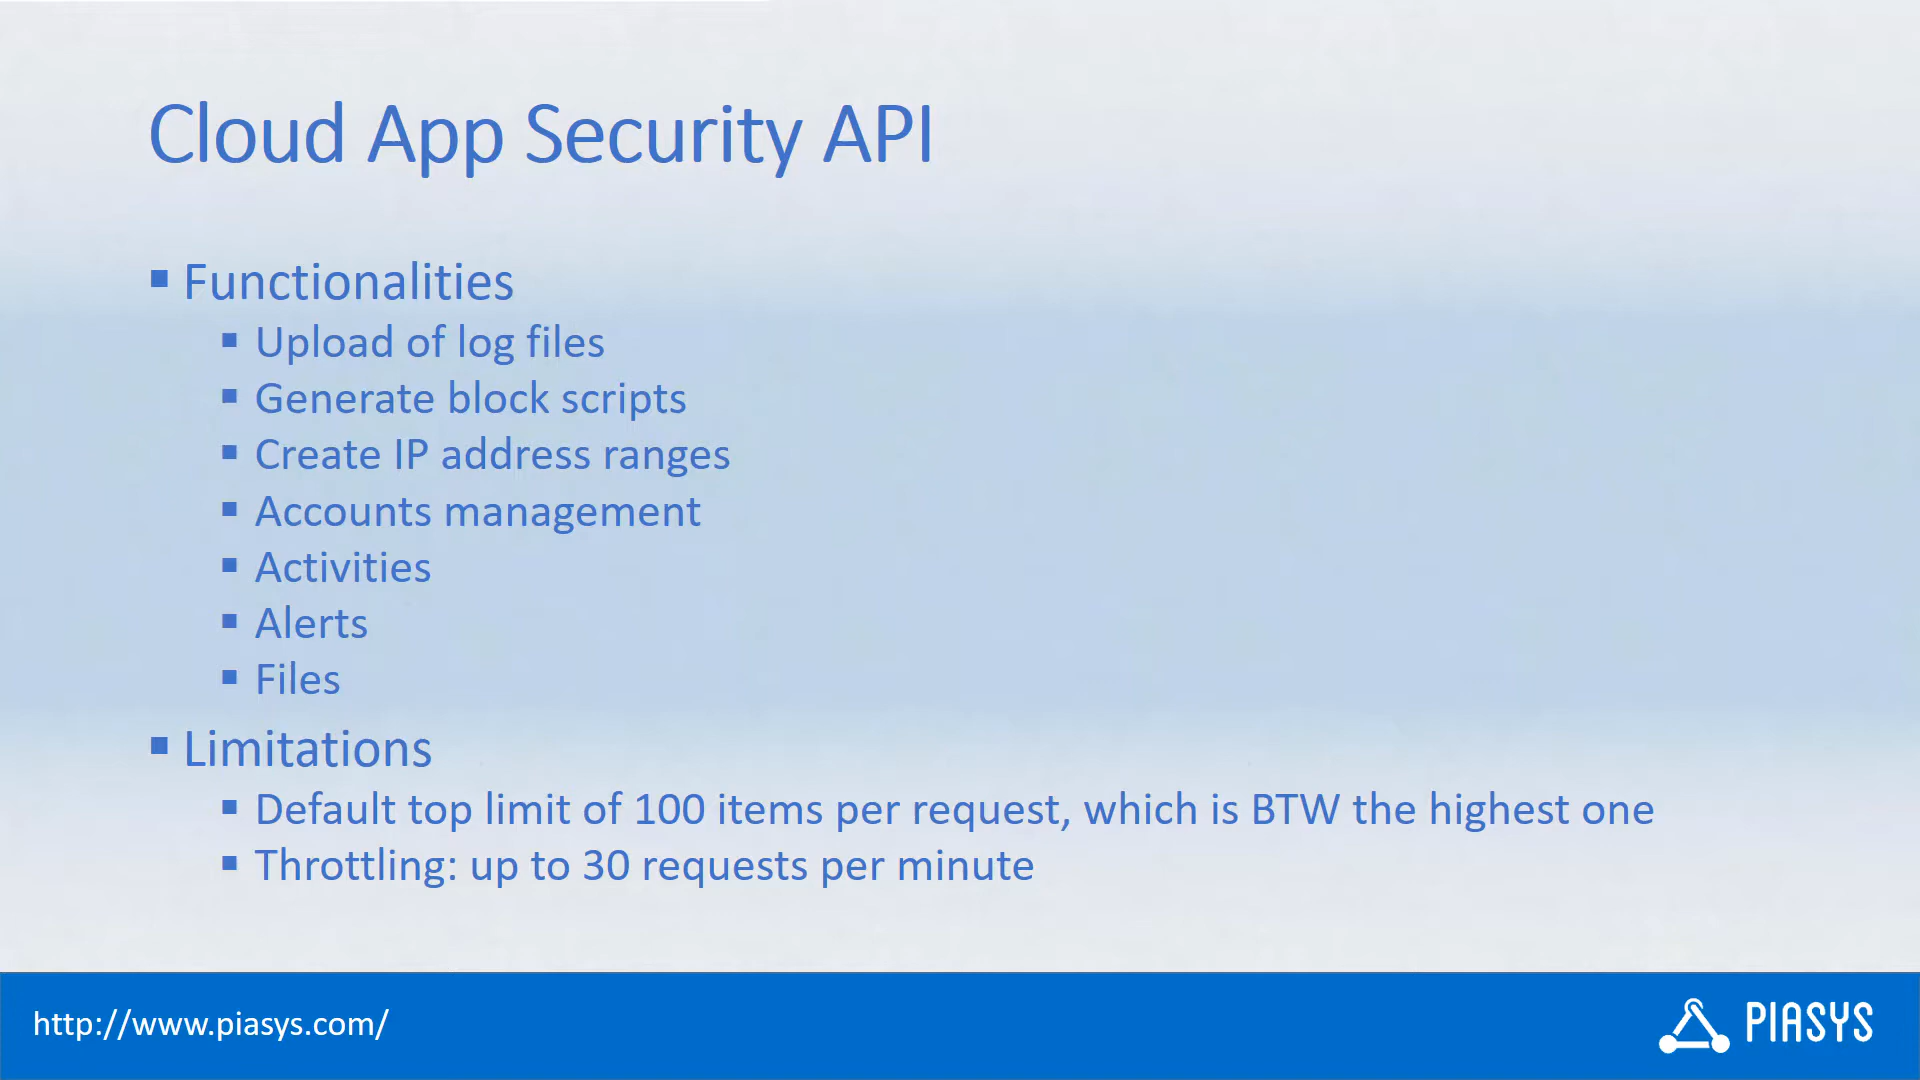 Cloud App Security API
Functionalities
Upload of log files
Generate block scripts
Create IP address ranges
Accounts management
Activities
Alerts
Files
Limitations
Default top limit of 100 items per request, which is BTW the highest one
Throttling: up to 30 requests per minute
http://www.piasys.com/
PIASYS